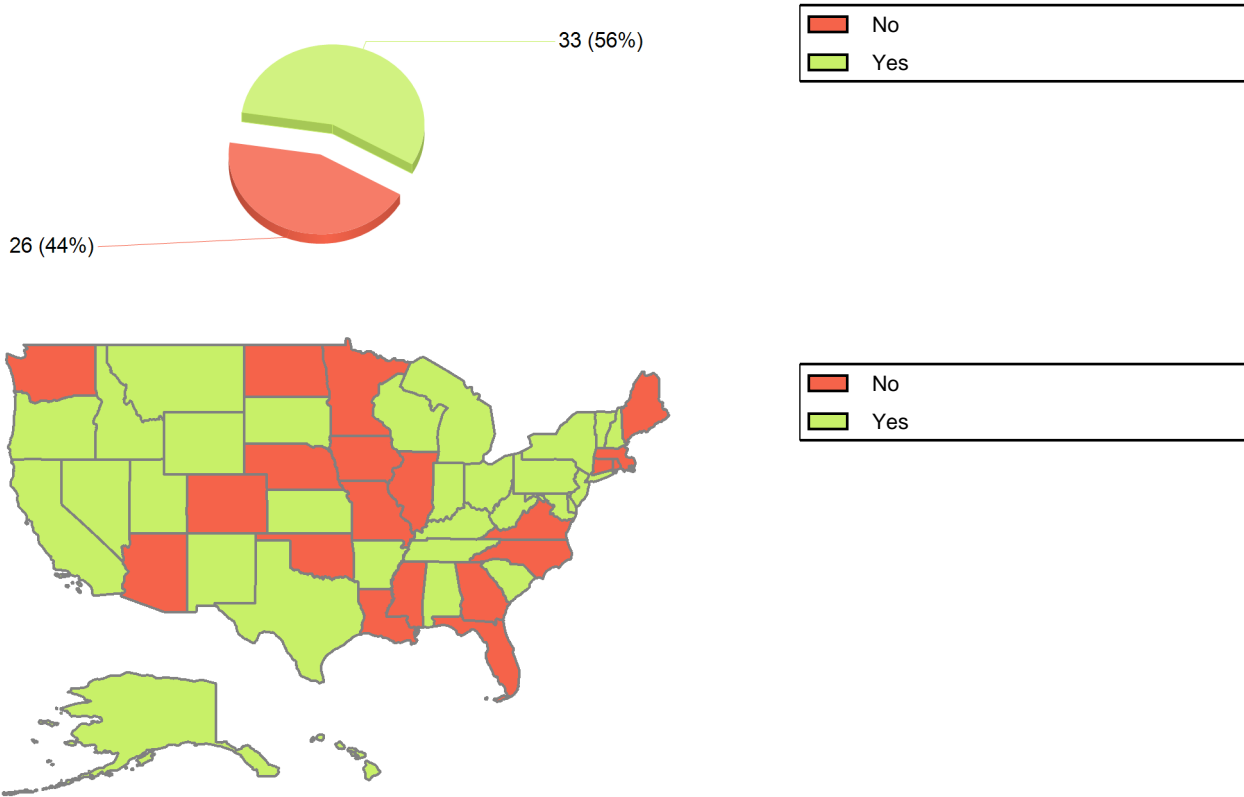 33 (56%)
No
Yes
26 (44%)
No
Yes